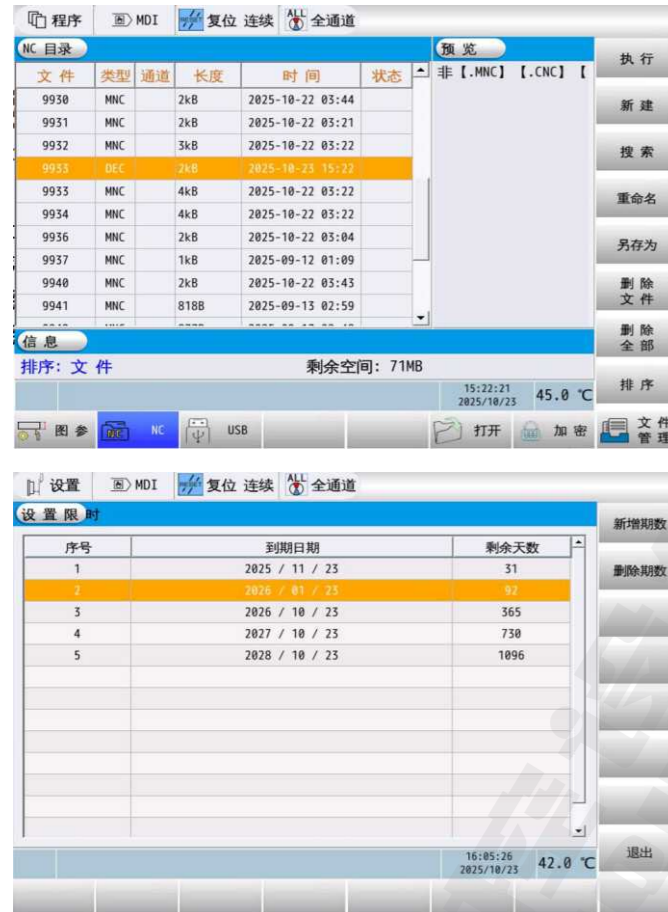 程序 MDI RESET 复位 连续 ALL 全通道
NC 目录 预 览
文 件 类型 通道 长度 时 间 状态 非【.MNC】【.CNC】【
9930 MNC 2kB 2025-10-22 03:44
9931 MNC 2kB 2025-10-22 03:21
9932 MNC 3kB 2025-10-22 03:22
9933 DEC 2kB 2025-10-23 15:22
9933 MNC 4kB 2025-10-22 03:22
9934 MNC 4kB 2025-10-22 03:22
9936 MNC 2kB 2025-10-22 03:04
9937 MNC 1kB 2025-09-12 01:09
9940 MNC 2kB 2025-10-22 03:43
9941 MNC 818B 2025-09-13 02:59
信 息
排序: 文 件 剩余空间: 71MB
15:22:21
2025/10/23 45.0 ℃
图 参 NC NC USB 打开 加 密 文 件
管 理
执 行
新 建
搜 索
重命名
另存为
删 除
文 件
删 除
全 部
排 序
设置 MDI RESET 复位 连续 ALL 全通道
设 置 限 时
序号 到期日期 剩余天数
1 2025 / 11 / 23 31
2 2026 / 01 / 23 92
3 2026 / 10 / 23 365
4 2027 / 10 / 23 730
5 2028 / 10 / 23 1096
16:05:26
2025/10/23 42.0 ℃
新增期数
删除期数
退出